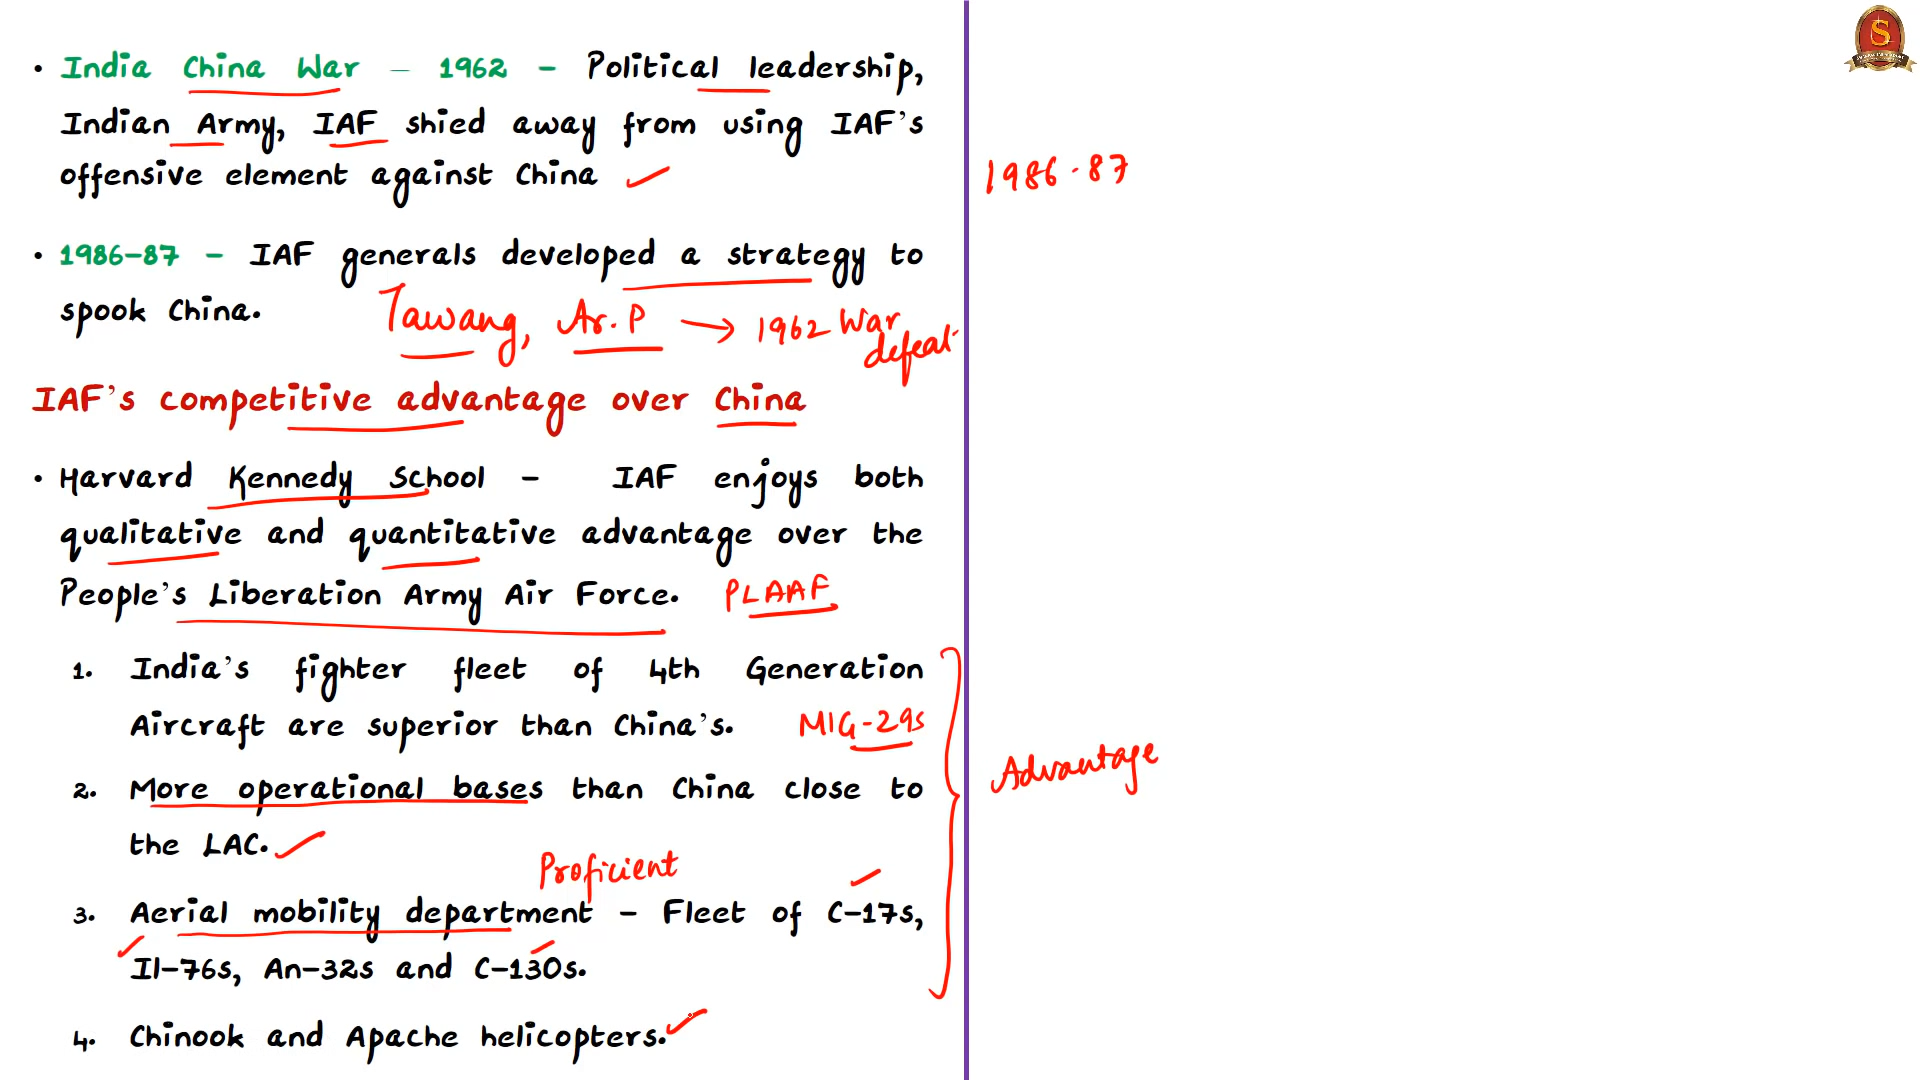 • India China War – 1962 – Political leadership,
Indian Army, IAF shied away from using IAF's
offensive element against China
1986-87
• 1986-87 – IAF generals developed a strategy to
spook China.
Tawang, Ar. P → 1962 War defeat
IAF's competitive advantage over China
• Harvard Kennedy School – IAF enjoys both
qualitative and quantitative advantage over the
People's Liberation Army Air Force. PLAAF
1. India's fighter fleet of 4th Generation
Aircraft are superior than China's. MIG-29s
2. More operational bases than China close to
the LAC.
Advantage
Proficient
3. Aerial mobility department – Fleet of C-17s,
Il-76s, An-32s and C-130s.
4. Chinook and Apache helicopters.
S